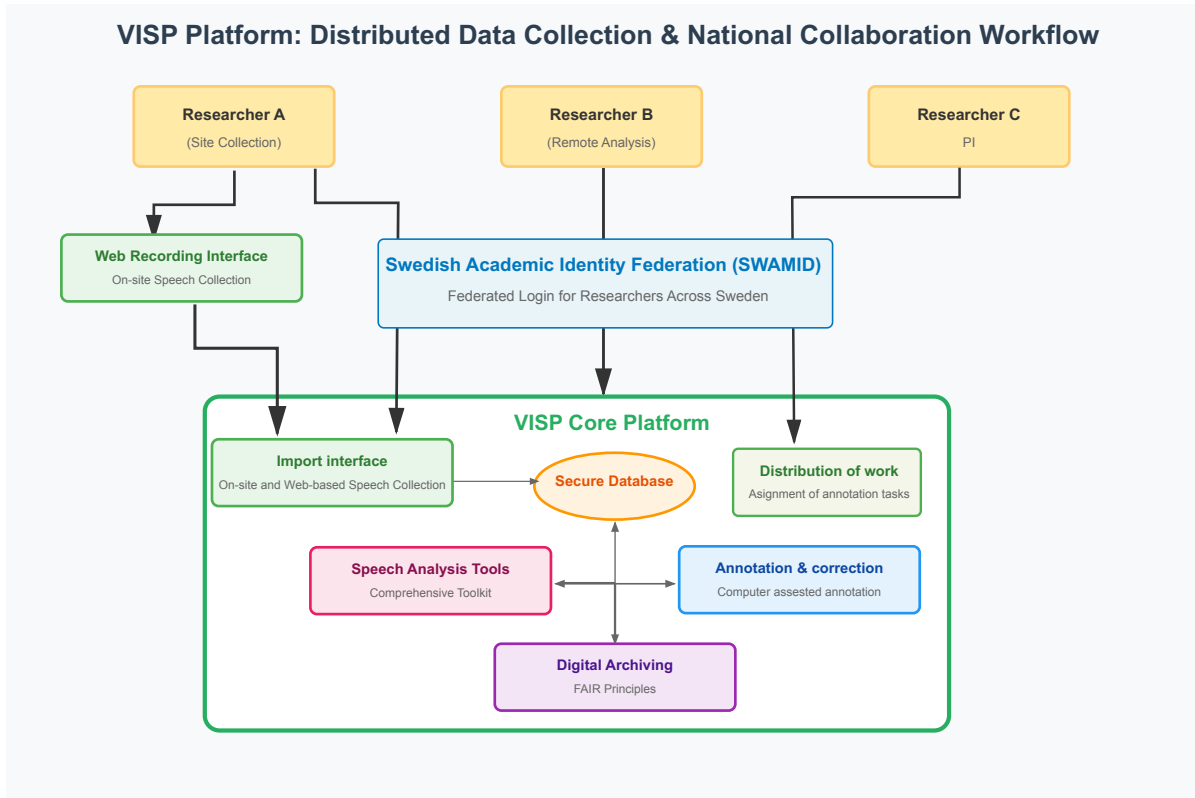 VISP Platform: Distributed Data Collection & National Collaboration Workflow
Researcher A
(Site Collection)
Researcher B
(Remote Analysis)
Researcher C
PI
Web Recording Interface
On-site Speech Collection
Swedish Academic Identity Federation (SWAMID)
Federated Login for Researchers Across Sweden
VISP Core Platform
Import interface
On-site and Web-based Speech Collection
Secure Database
Distribution of work
Asignment of annotation tasks
Speech Analysis Tools
Comprehensive Toolkit
Annotation & correction
Computer assested annotation
Digital Archiving
FAIR Principles